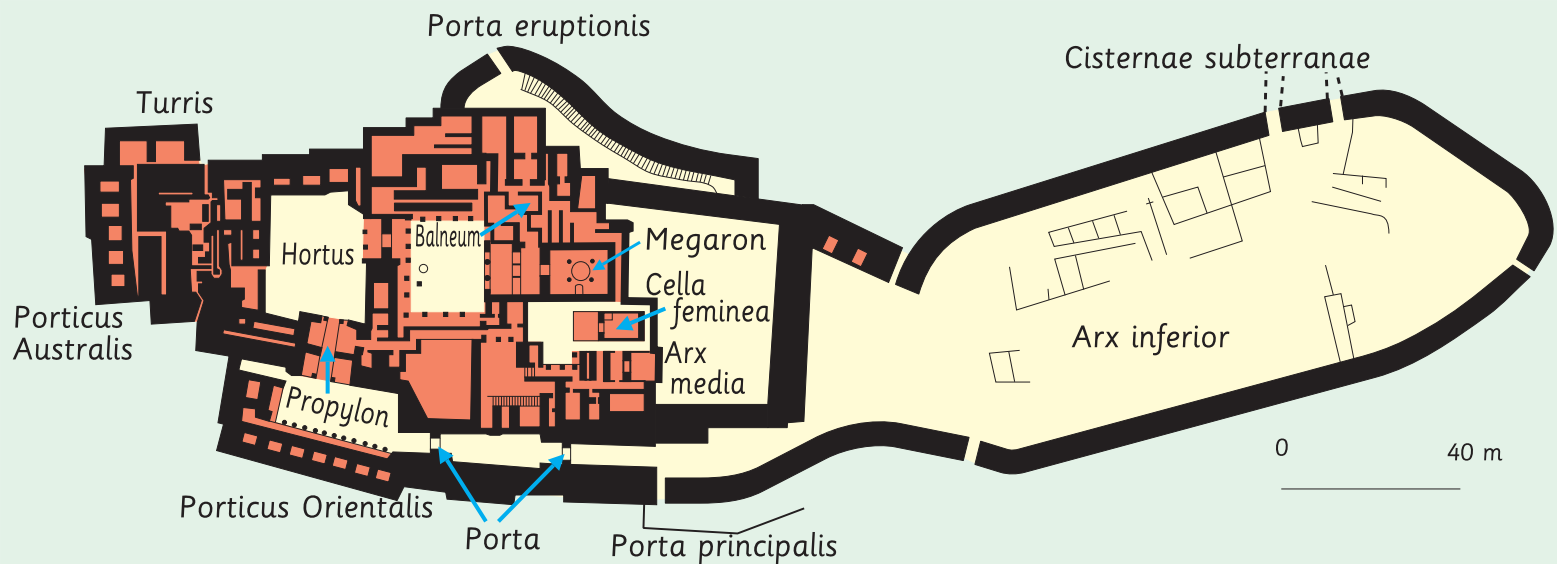 Porta eruptionis
Cisternae subterranae
Turris
Hortus
Balneum
Megaron
Cella
feminea
Porticus
Australis
Arx
media
Arx inferior
Propylon
Porticus Orientalis
Porta
Porta principalis
0 40 m